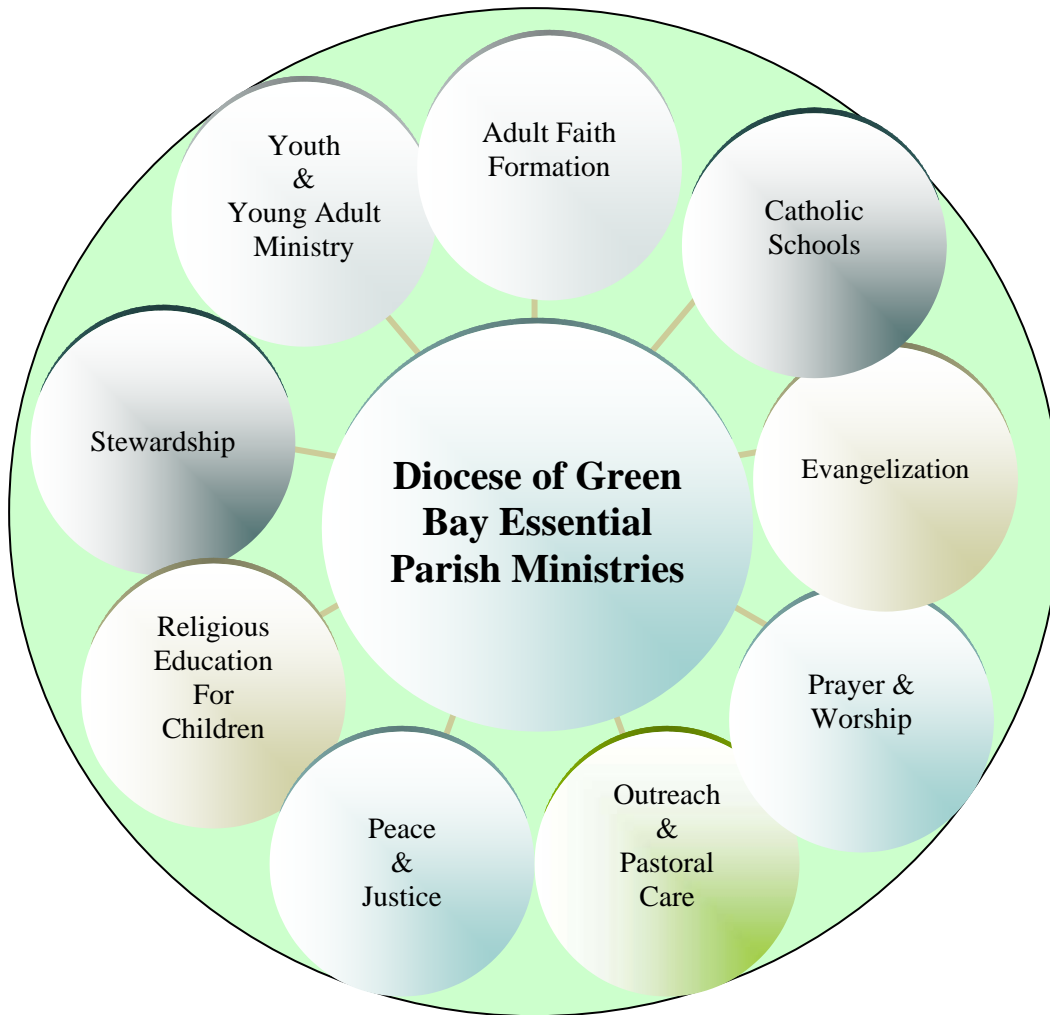 Adult Faith
Formation
Catholic
Schools
Evangelization
Prayer &
Worship
Outreach
&
Pastoral
Care
Peace
&
Justice
Religious
Education
For
Children
Stewardship
Youth
&
Young Adult
Ministry
Diocese of Green
Bay Essential
Parish Ministries